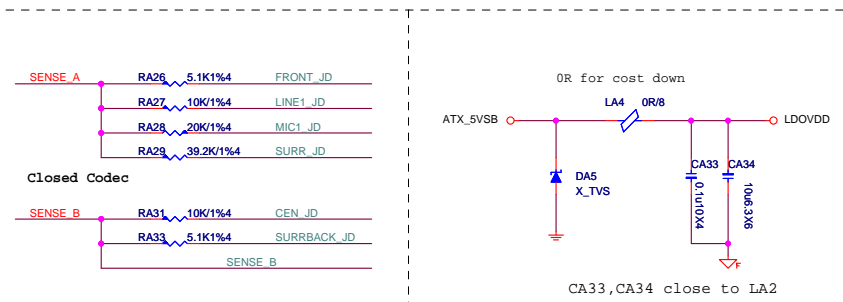 SENSE_A RA26 5.1K1%4 FRONT_JD
RA27 10K/1%4 LINE1_JD
RA28 20K/1%4 MIC1_JD
RA29 39.2K/1%4 SURR_JD
Closed Codec
SENSE_B RA31 10K/1%4 CEN_JD
RA33 5.1K1%4 SURRBACK_JD
SENSE_B
0R for cost down
LA4 0R/8
ATX_5VSB LDOVDD
DA5
X_TVS
CA33 CA34
0.1u10X4 10u6.3X6
F
CA33,CA34 close to LA2